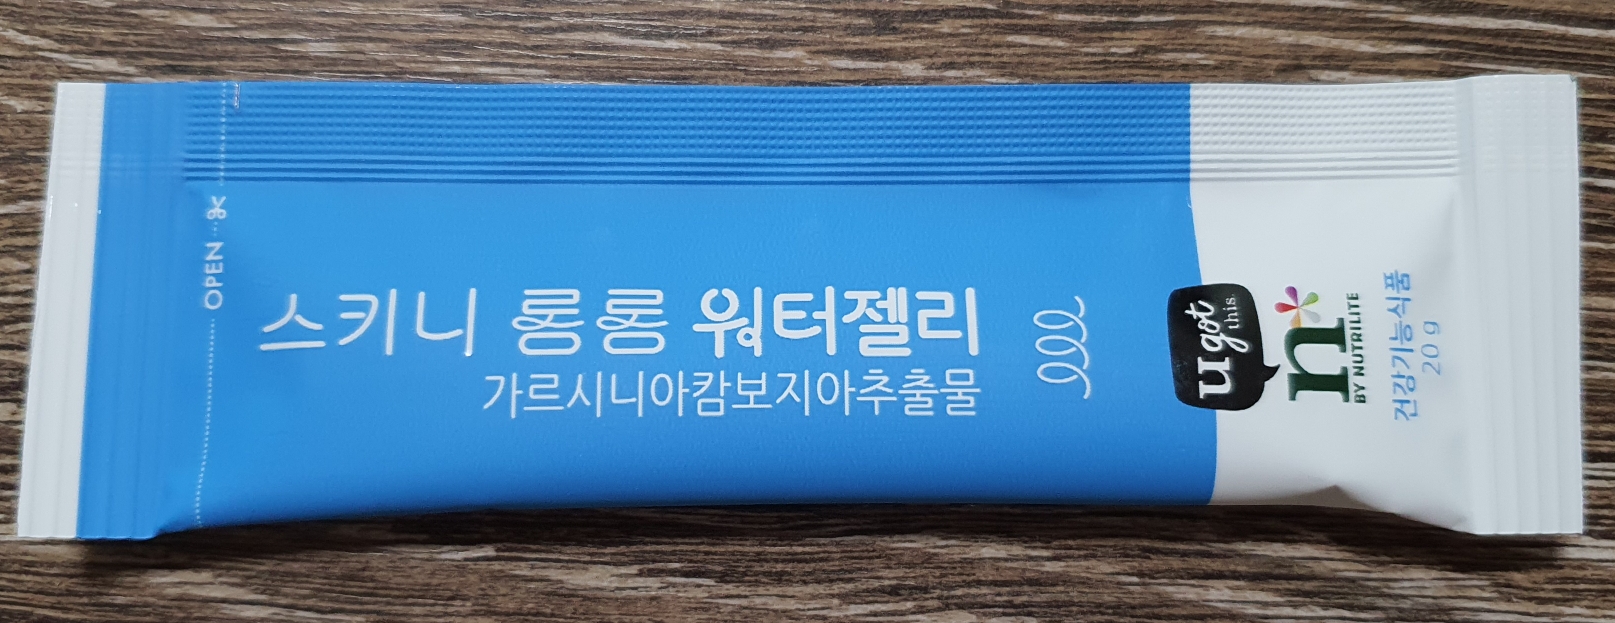 OPEN
스키니 롱롱 워터젤리
가르시니아캄보지아추출물
u got
this.
n
BY NUTRILITE
건강기능식품
20 g